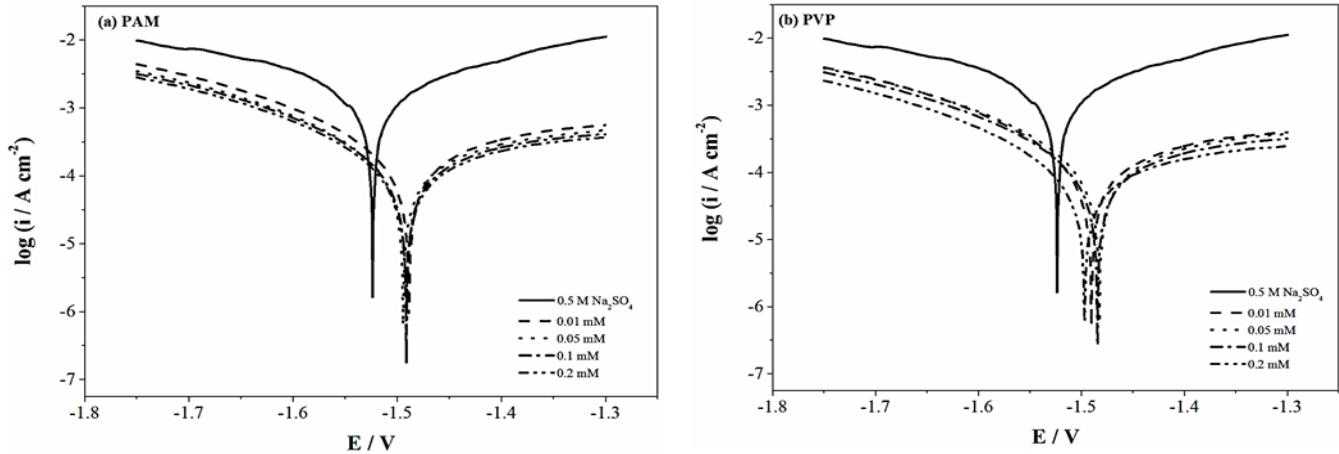 (a) PAM
-2
-3
-4
-5
-6
-7
log (i / A cm⁻²)
0.5 M Na₂SO₄
0.01 mM
0.05 mM
0.1 mM
0.2 mM
-1.8 -1.6 -1.5 -1.4 -1.3
E / V
(b) PVP
-2
-3
-4
-5
-6
-7
log (i / A cm⁻²)
0.5 M Na₂SO₄
0.01 mM
0.05 mM
0.1 mM
0.2 mM
-1.8 -1.7 -1.6 -1.5 -1.4 -1.3
E / V